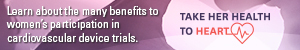 Learn about the many benefits to
women's participation in
cardiovascular device trials.
TAKE HER HEALTH
TO HEART